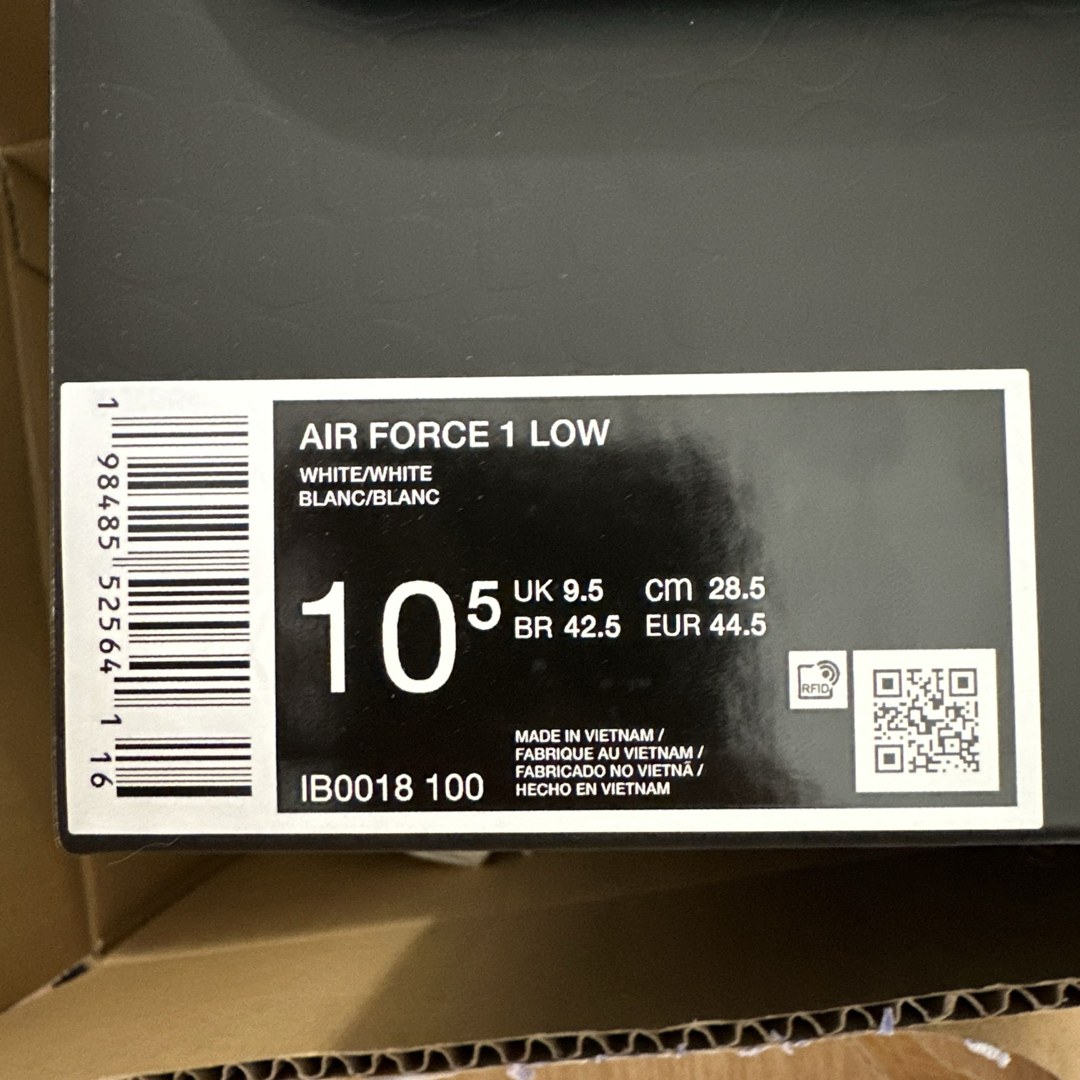 AIR FORCE 1 LOW
WHITE/WHITE
BLANC/BLANC
10 5
UK 9.5 cm 28.5
BR 42.5 EUR 44.5
RFID
MADE IN VIETNAM /
FABRIQUE AU VIETNAM /
FABRICADO NO VIETNÃ /
HECHO EN VIETNAM
IB0018 100
1 98485 52564 1 16